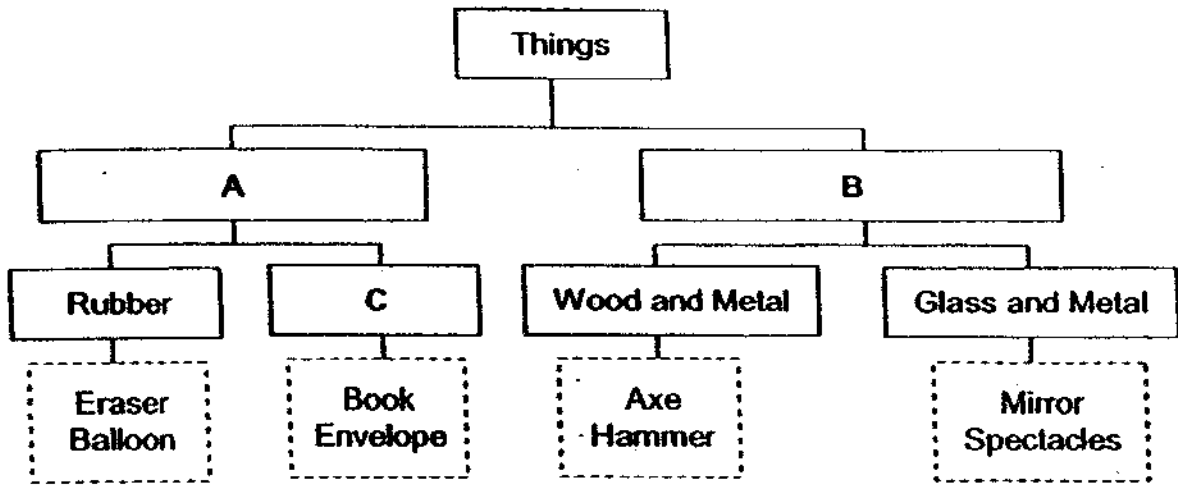 Things
A
B
Rubber
C
Wood and Metal
Glass and Metal
Eraser
Balloon
Book
Envelope
Axe
Hammer
Mirror
Spectacles